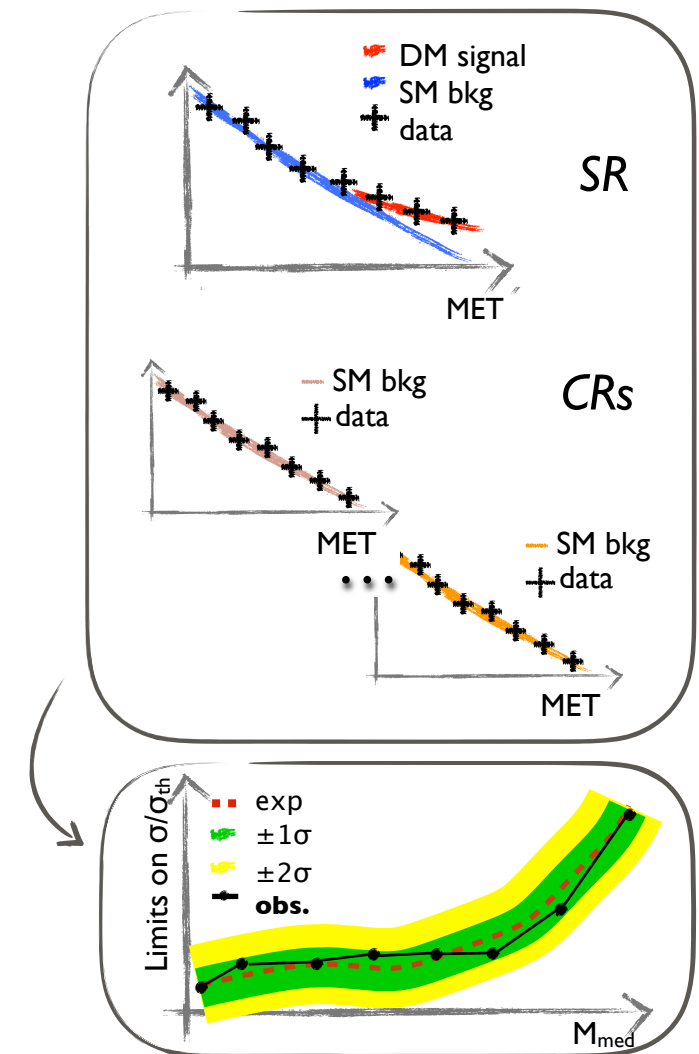 DM signal
SM bkg
data
SR
MET
SM bkg
data
CRs
MET
...
SM bkg
data
MET
Limits on σ/σth
exp
±1σ
±2σ
obs.
Mmed